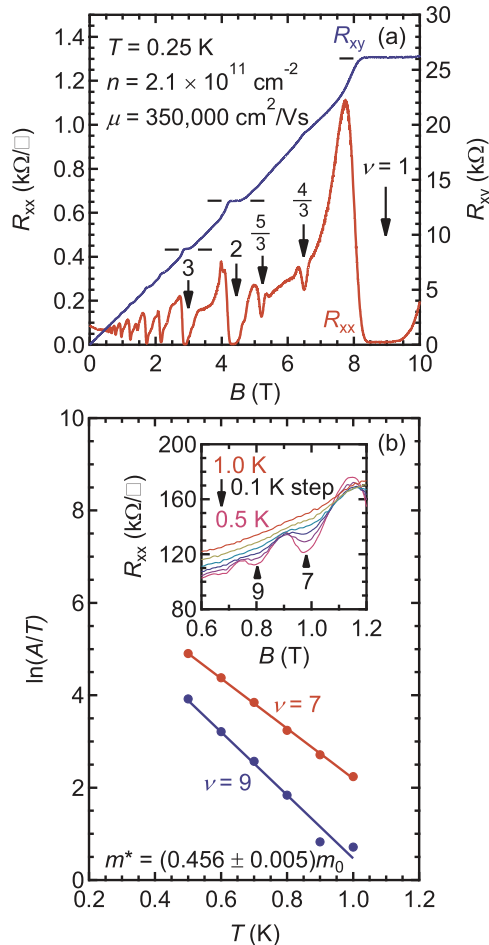 (a)
R_xy
T = 0.25 K
n = 2.1 × 10¹¹ cm⁻²
μ = 350,000 cm²/Vs
ν = 1
4/3
5/3
2
3
R_xx
R_xx (kΩ/□)
1.4
1.2
1.0
0.8
0.6
0.4
0.2
0.0
R_xy (kΩ)
30
25
20
15
10
5
0
0 2 4 6 8 10
B (T)
(b)
200
160
120
80
R_xx (kΩ/□)
1.0 K
0.1 K step
0.5 K
9 7
0.6 0.8 1.0 1.2
B (T)
ln(A/T)
10
8
6
4
2
0
ν = 7
ν = 9
m* = (0.456 ± 0.005)m₀
0.2 0.4 0.6 0.8 1.0 1.2
T (K)